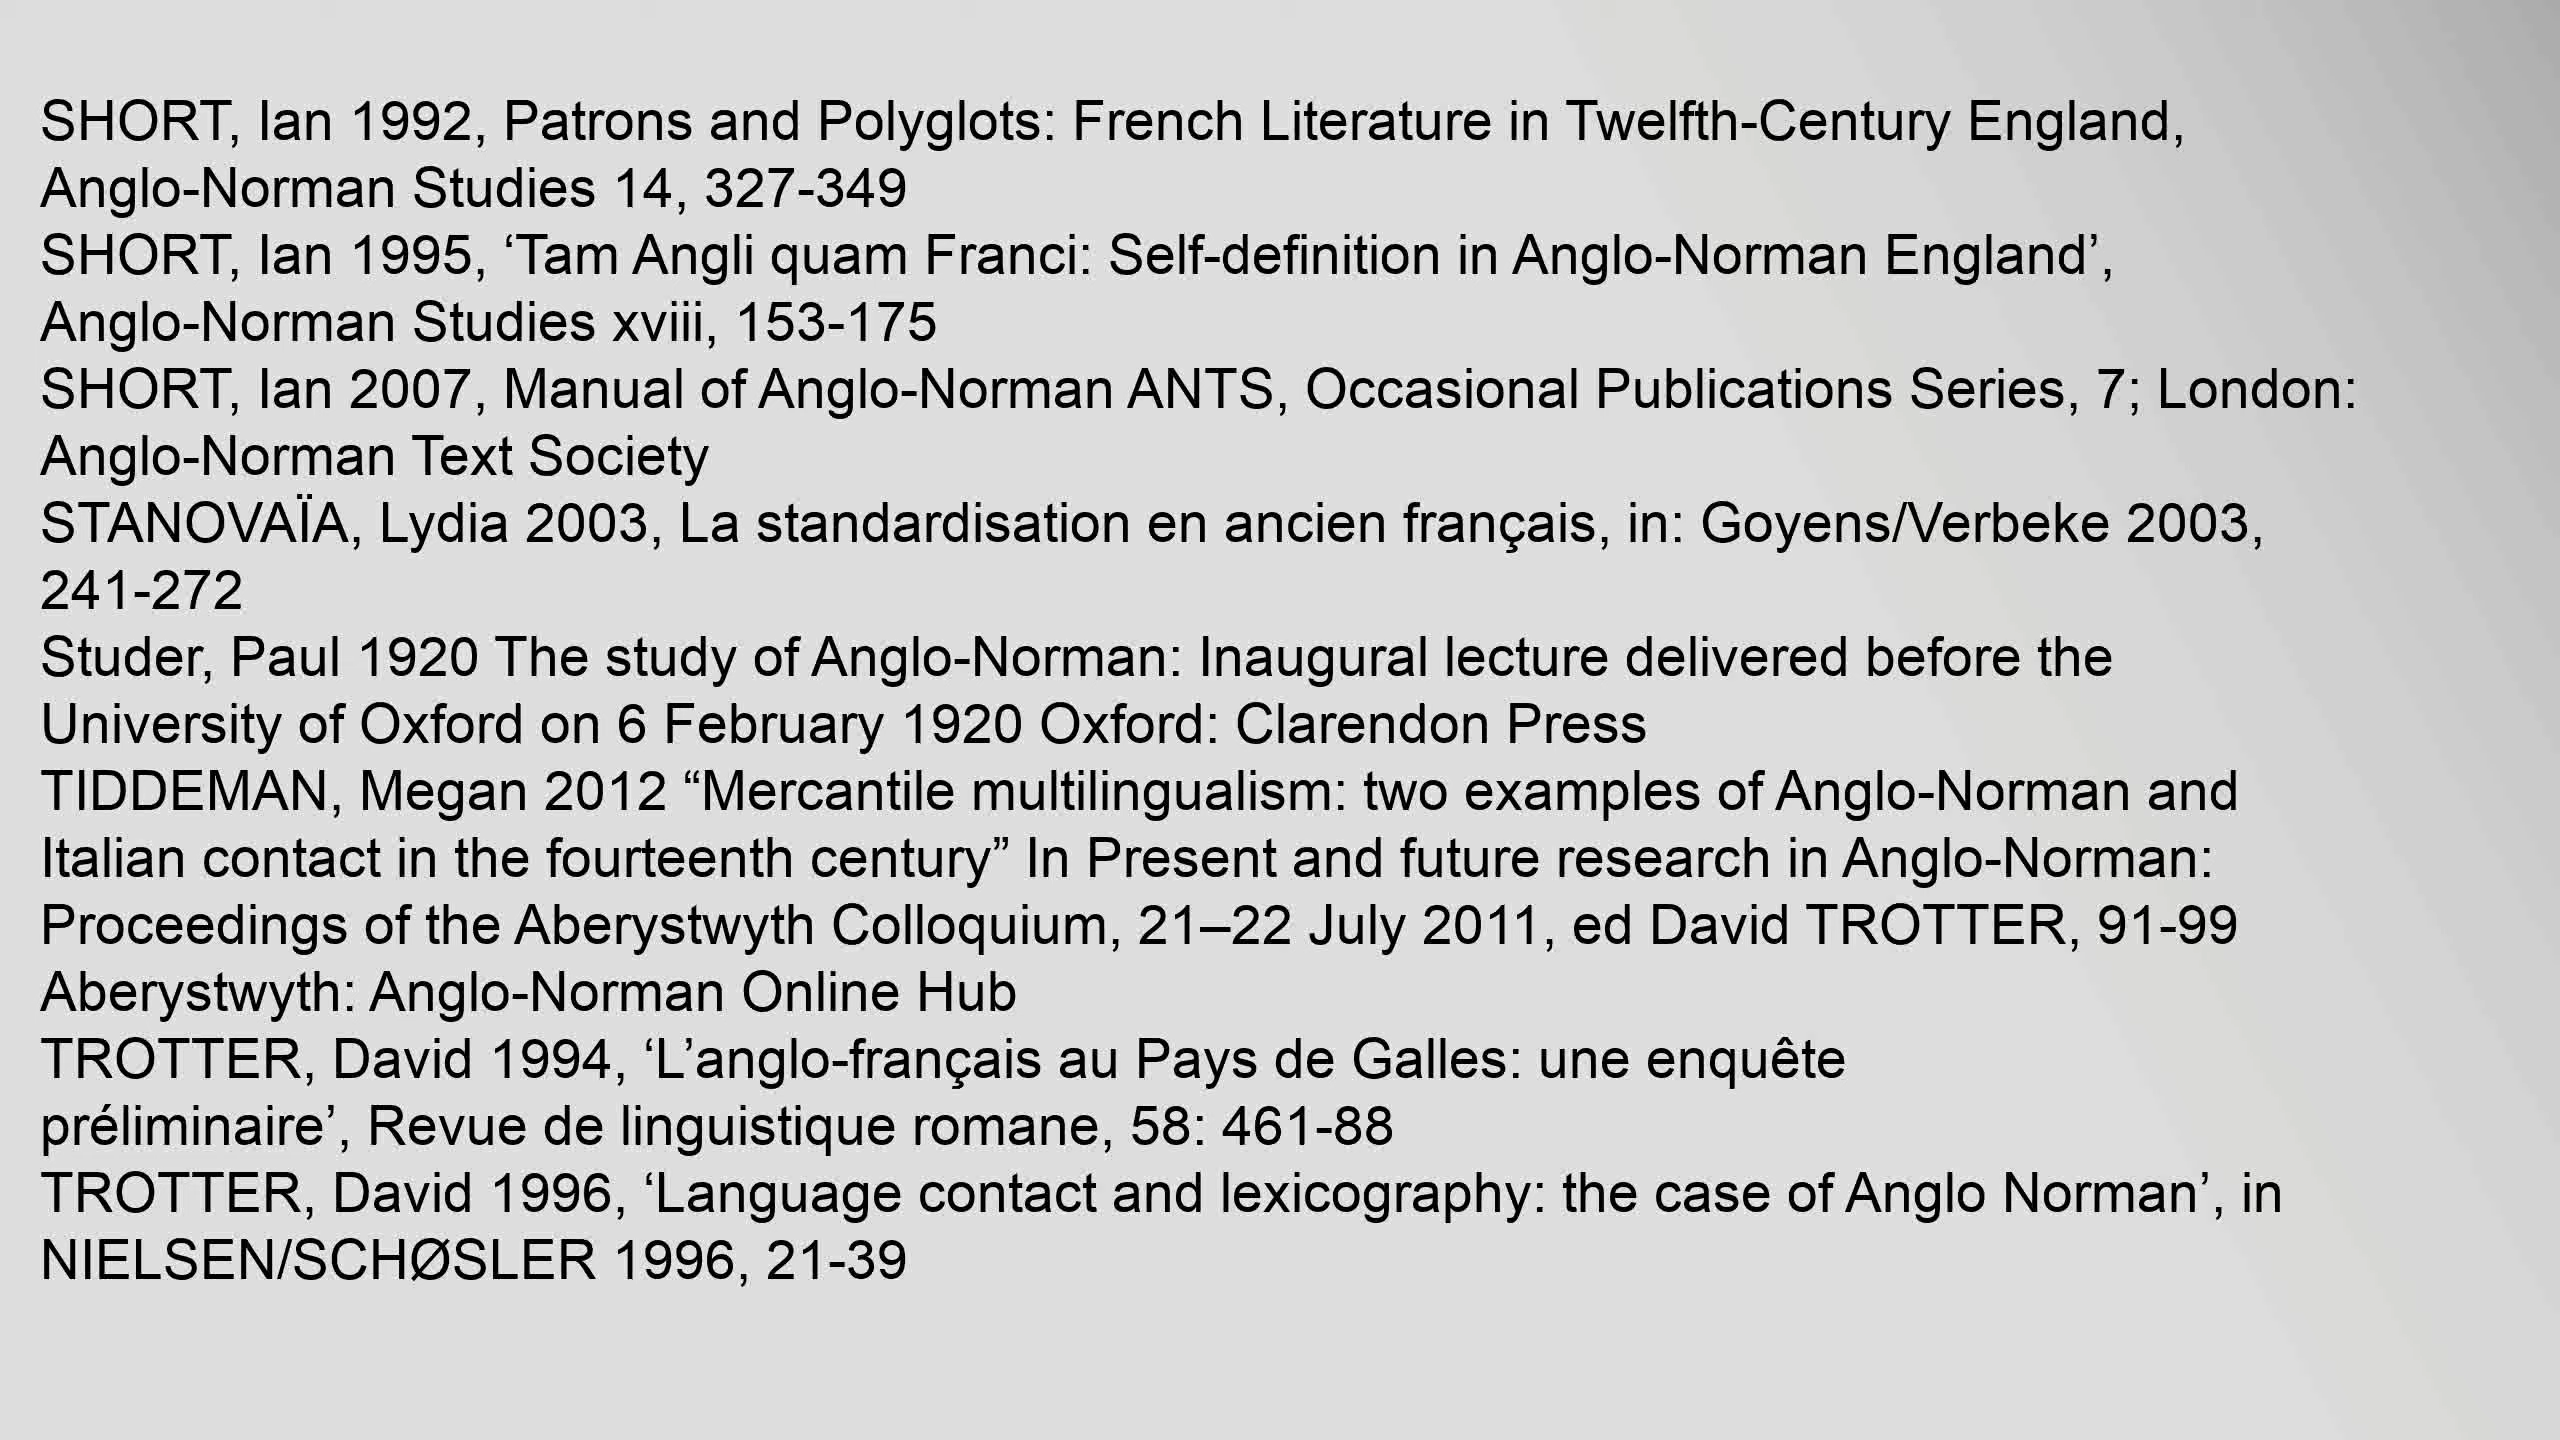 SHORT, Ian 1992, Patrons and Polyglots: French Literature in Twelfth-Century England,
Anglo-Norman Studies 14, 327-349
SHORT, Ian 1995, ‘Tam Angli quam Franci: Self-definition in Anglo-Norman England’,
Anglo-Norman Studies xviii, 153-175
SHORT, Ian 2007, Manual of Anglo-Norman ANTS, Occasional Publications Series, 7; London:
Anglo-Norman Text Society
STANOVAÏA, Lydia 2003, La standardisation en ancien français, in: Goyens/Verbeke 2003,
241-272
Studer, Paul 1920 The study of Anglo-Norman: Inaugural lecture delivered before the
University of Oxford on 6 February 1920 Oxford: Clarendon Press
TIDDEMAN, Megan 2012 “Mercantile multilingualism: two examples of Anglo-Norman and
Italian contact in the fourteenth century” In Present and future research in Anglo-Norman:
Proceedings of the Aberystwyth Colloquium, 21–22 July 2011, ed David TROTTER, 91-99
Aberystwyth: Anglo-Norman Online Hub
TROTTER, David 1994, ‘L’anglo-français au Pays de Galles: une enquête
préliminaire’, Revue de linguistique romane, 58: 461-88
TROTTER, David 1996, ‘Language contact and lexicography: the case of Anglo Norman’, in
NIELSEN/SCHØSLER 1996, 21-39